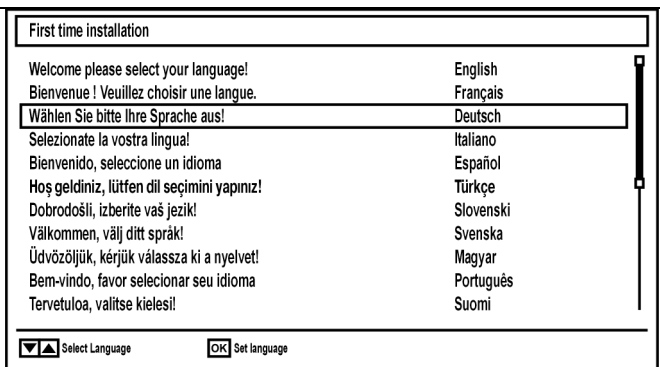 First time installation
Welcome please select your language! English
Bienvenue ! Veuillez choisir une langue. Français
Wählen Sie bitte Ihre Sprache aus! Deutsch
Selezionate la vostra lingua! Italiano
Bienvenido, seleccione un idioma Español
Hoş geldiniz, lütfen dil seçimini yapınız! Türkçe
Dobrodošli, izberite vaš jezik! Slovenski
Välkommen, välj ditt språk! Svenska
Üdvözöljük, kérjük válassza ki a nyelvet! Magyar
Bem-vindo, favor selecionar seu idioma Português
Tervetuloa, valitse kielesi! Suomi
Select Language OK Set language